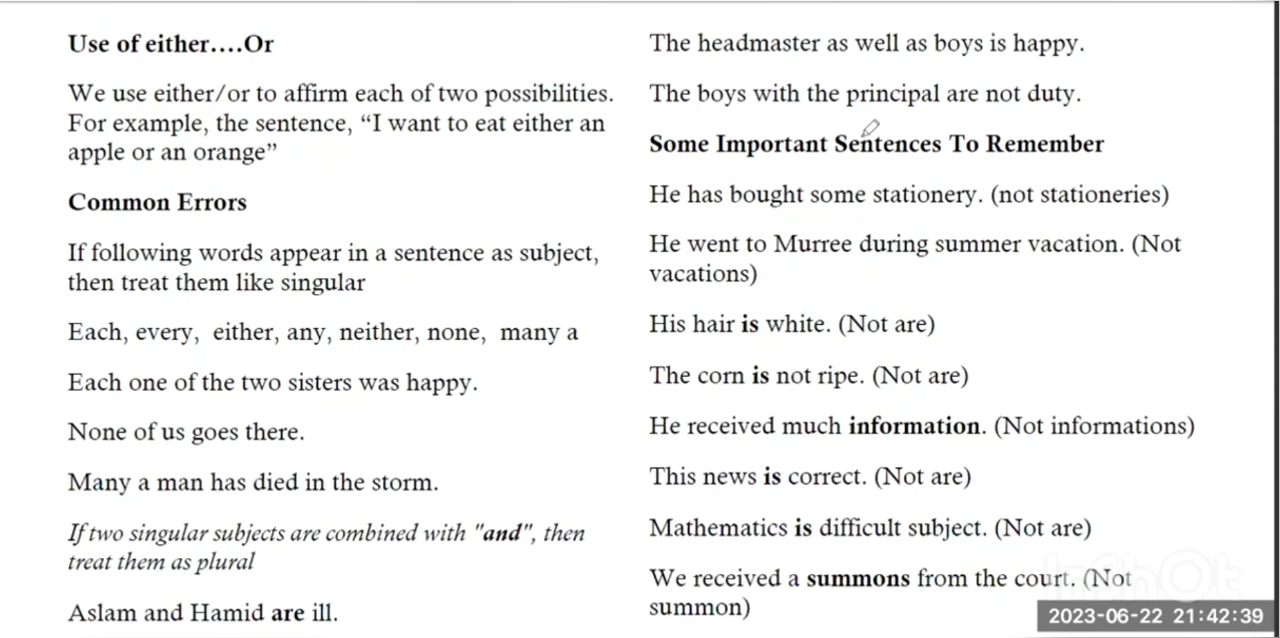 Use of either....Or
We use either/or to affirm each of two possibilities.
For example, the sentence, “I want to eat either an
apple or an orange”
Common Errors
If following words appear in a sentence as subject,
then treat them like singular
Each, every, either, any, neither, none, many a
Each one of the two sisters was happy.
None of us goes there.
Many a man has died in the storm.
If two singular subjects are combined with "and", then
treat them as plural
Aslam and Hamid are ill.
The headmaster as well as boys is happy.
The boys with the principal are not duty.
Some Important Sentences To Remember
He has bought some stationery. (not stationeries)
He went to Murree during summer vacation. (Not
vacations)
His hair is white. (Not are)
The corn is not ripe. (Not are)
He received much information. (Not informations)
This news is correct. (Not are)
Mathematics is difficult subject. (Not are)
We received a summons from the court. (Not
summon)
InShOt
2023-06-22 21:42:39